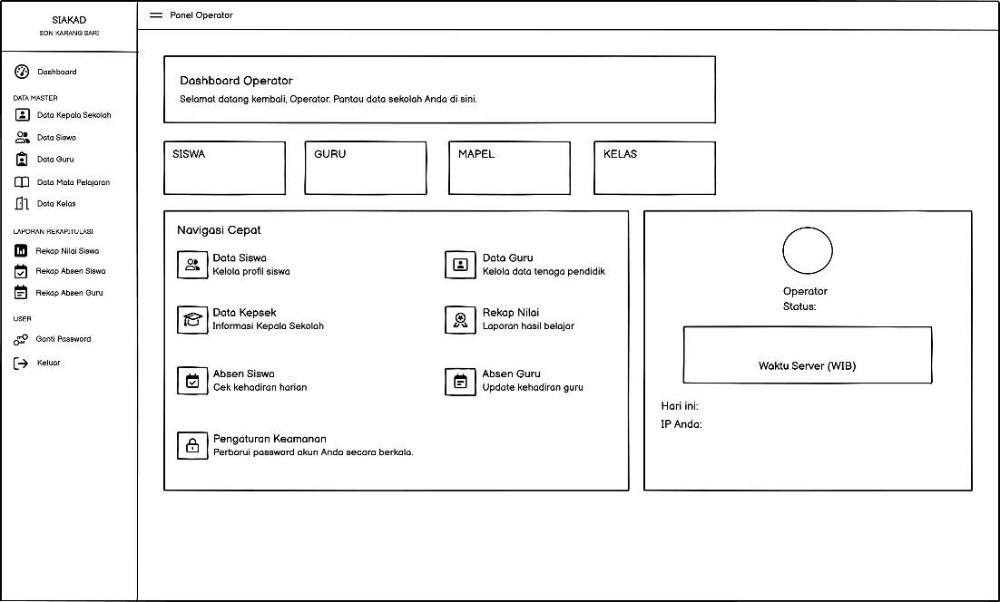 SIAKAD
SDN KARANG SARI
Dashboard
DATA MASTER
Data Kepala Sekolah
Data Siswa
Data Guru
Data Mata Pelajaran
Data Kelas
LAPORAN REKAPITULASI
Rekap Nilai Siswa
Rekap Absen Siswa
Rekap Absen Guru
USER
Ganti Password
Keluar
Panel Operator
Dashboard Operator
Selamat datang kembali, Operator. Pantau data sekolah Anda di sini.
SISWA
GURU
MAPEL
KELAS
Navigasi Cepat
Data Siswa
Kelola profil siswa
Data Guru
Kelola data tenaga pendidik
Data Kepsek
Informasi Kepala Sekolah
Rekap Nilai
Laporan hasil belajar
Absen Siswa
Cek kehadiran harian
Absen Guru
Update kehadiran guru
Pengaturan Keamanan
Perbarui password akun Anda secara berkala.
Operator
Status:
Waktu Server (WIB)
Hari ini:
IP Anda: